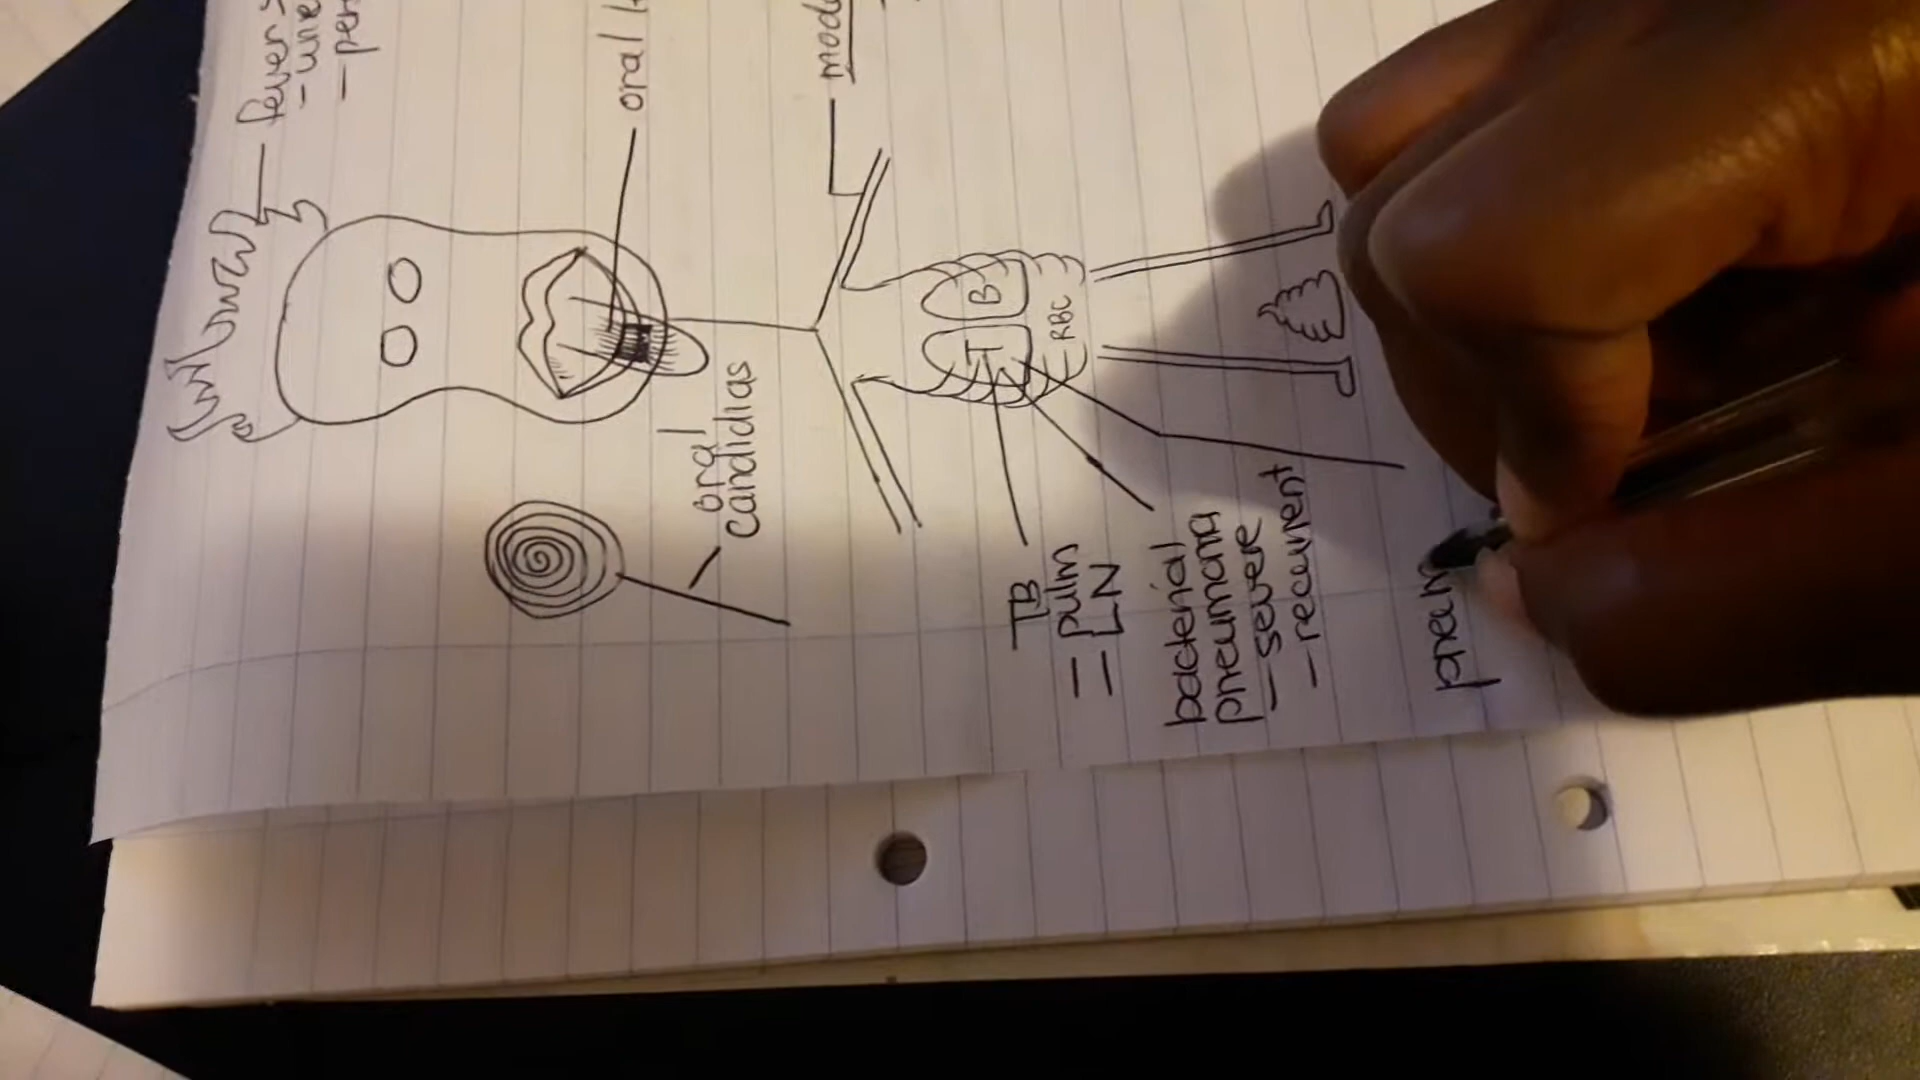 fever
oral
mod
oral
candidias
T
B
RBC
TB
— pulm
— LN
bacterial
pneumonia
— severe
— recurrent
pneu